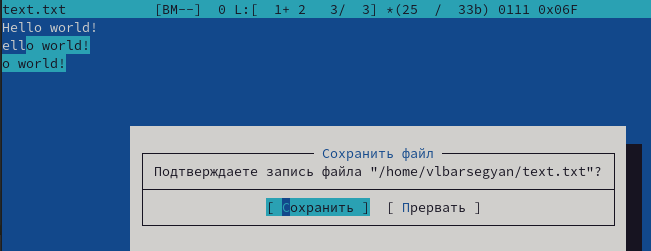 text.txt [BM--] 0 L:[ 1+ 2 3/ 3] *(25 / 33b) 0111 0x06F
Hello world!
ello world!
o world!
Сохранить файл
Подтверждаете запись файла "/home/vlbarsegyan/text.txt"?
[ Сохранить ] [ Прервать ]